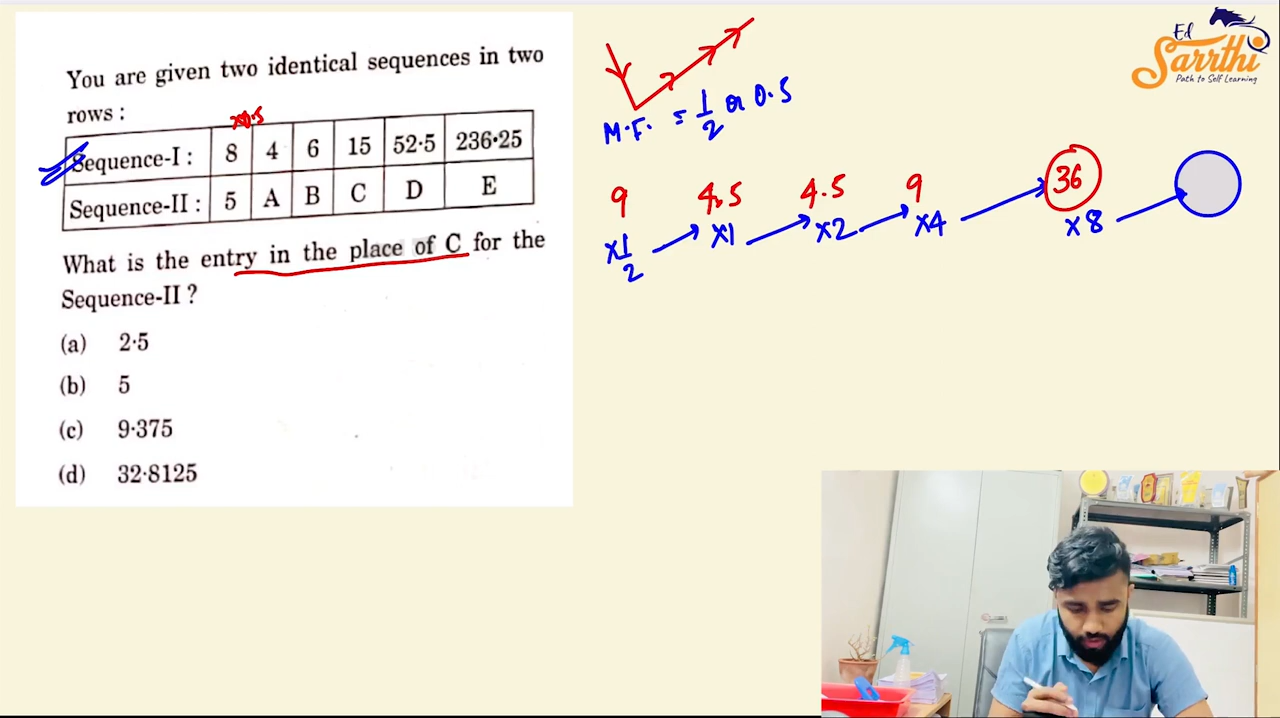 You are given two identical sequences in two
rows :
×0.5
Sequence-I : 8 4 6 15 52·5 236·25
Sequence-II : 5 A B C D E
What is the entry in the place of C for the
Sequence-II ?
(a) 2·5
(b) 5
(c) 9·375
(d) 32·8125
M.F. = 1/2 or 0.5
9 4.5 4.5 9 36
×1/2 ×1 ×2 ×4 ×8
Ed
Sarrthi
Path to Self Learning